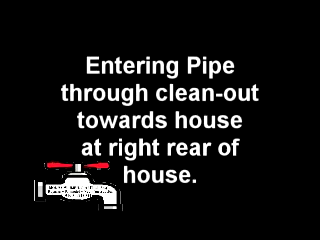 Entering Pipe
through clean-out
towards house
at right rear of
house.